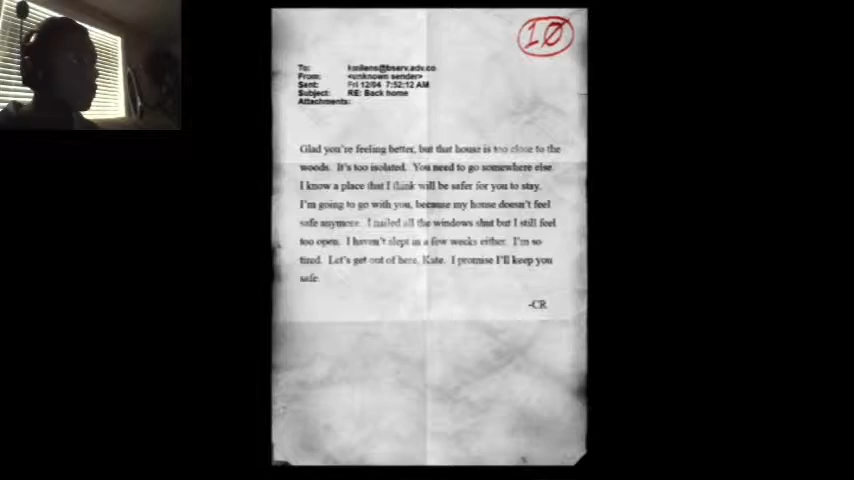 10
To:
From: <unknown sender>
Sent: Fri 12/04 7:52:12 AM
Subject: RE: Back home
Attachments:
Glad you're feeling better, but that house is too close to the
woods. It's too isolated. You need to go somewhere else.
I know a place that I think will be safer for you to stay.
I'm going to go with you, because my house doesn't feel
safe anymore. I nailed all the windows shut but I still feel
too open. I haven't slept in a few weeks either. I'm so
tired. Let's get out of here, Kate. I promise I'll keep you
safe.
-CR